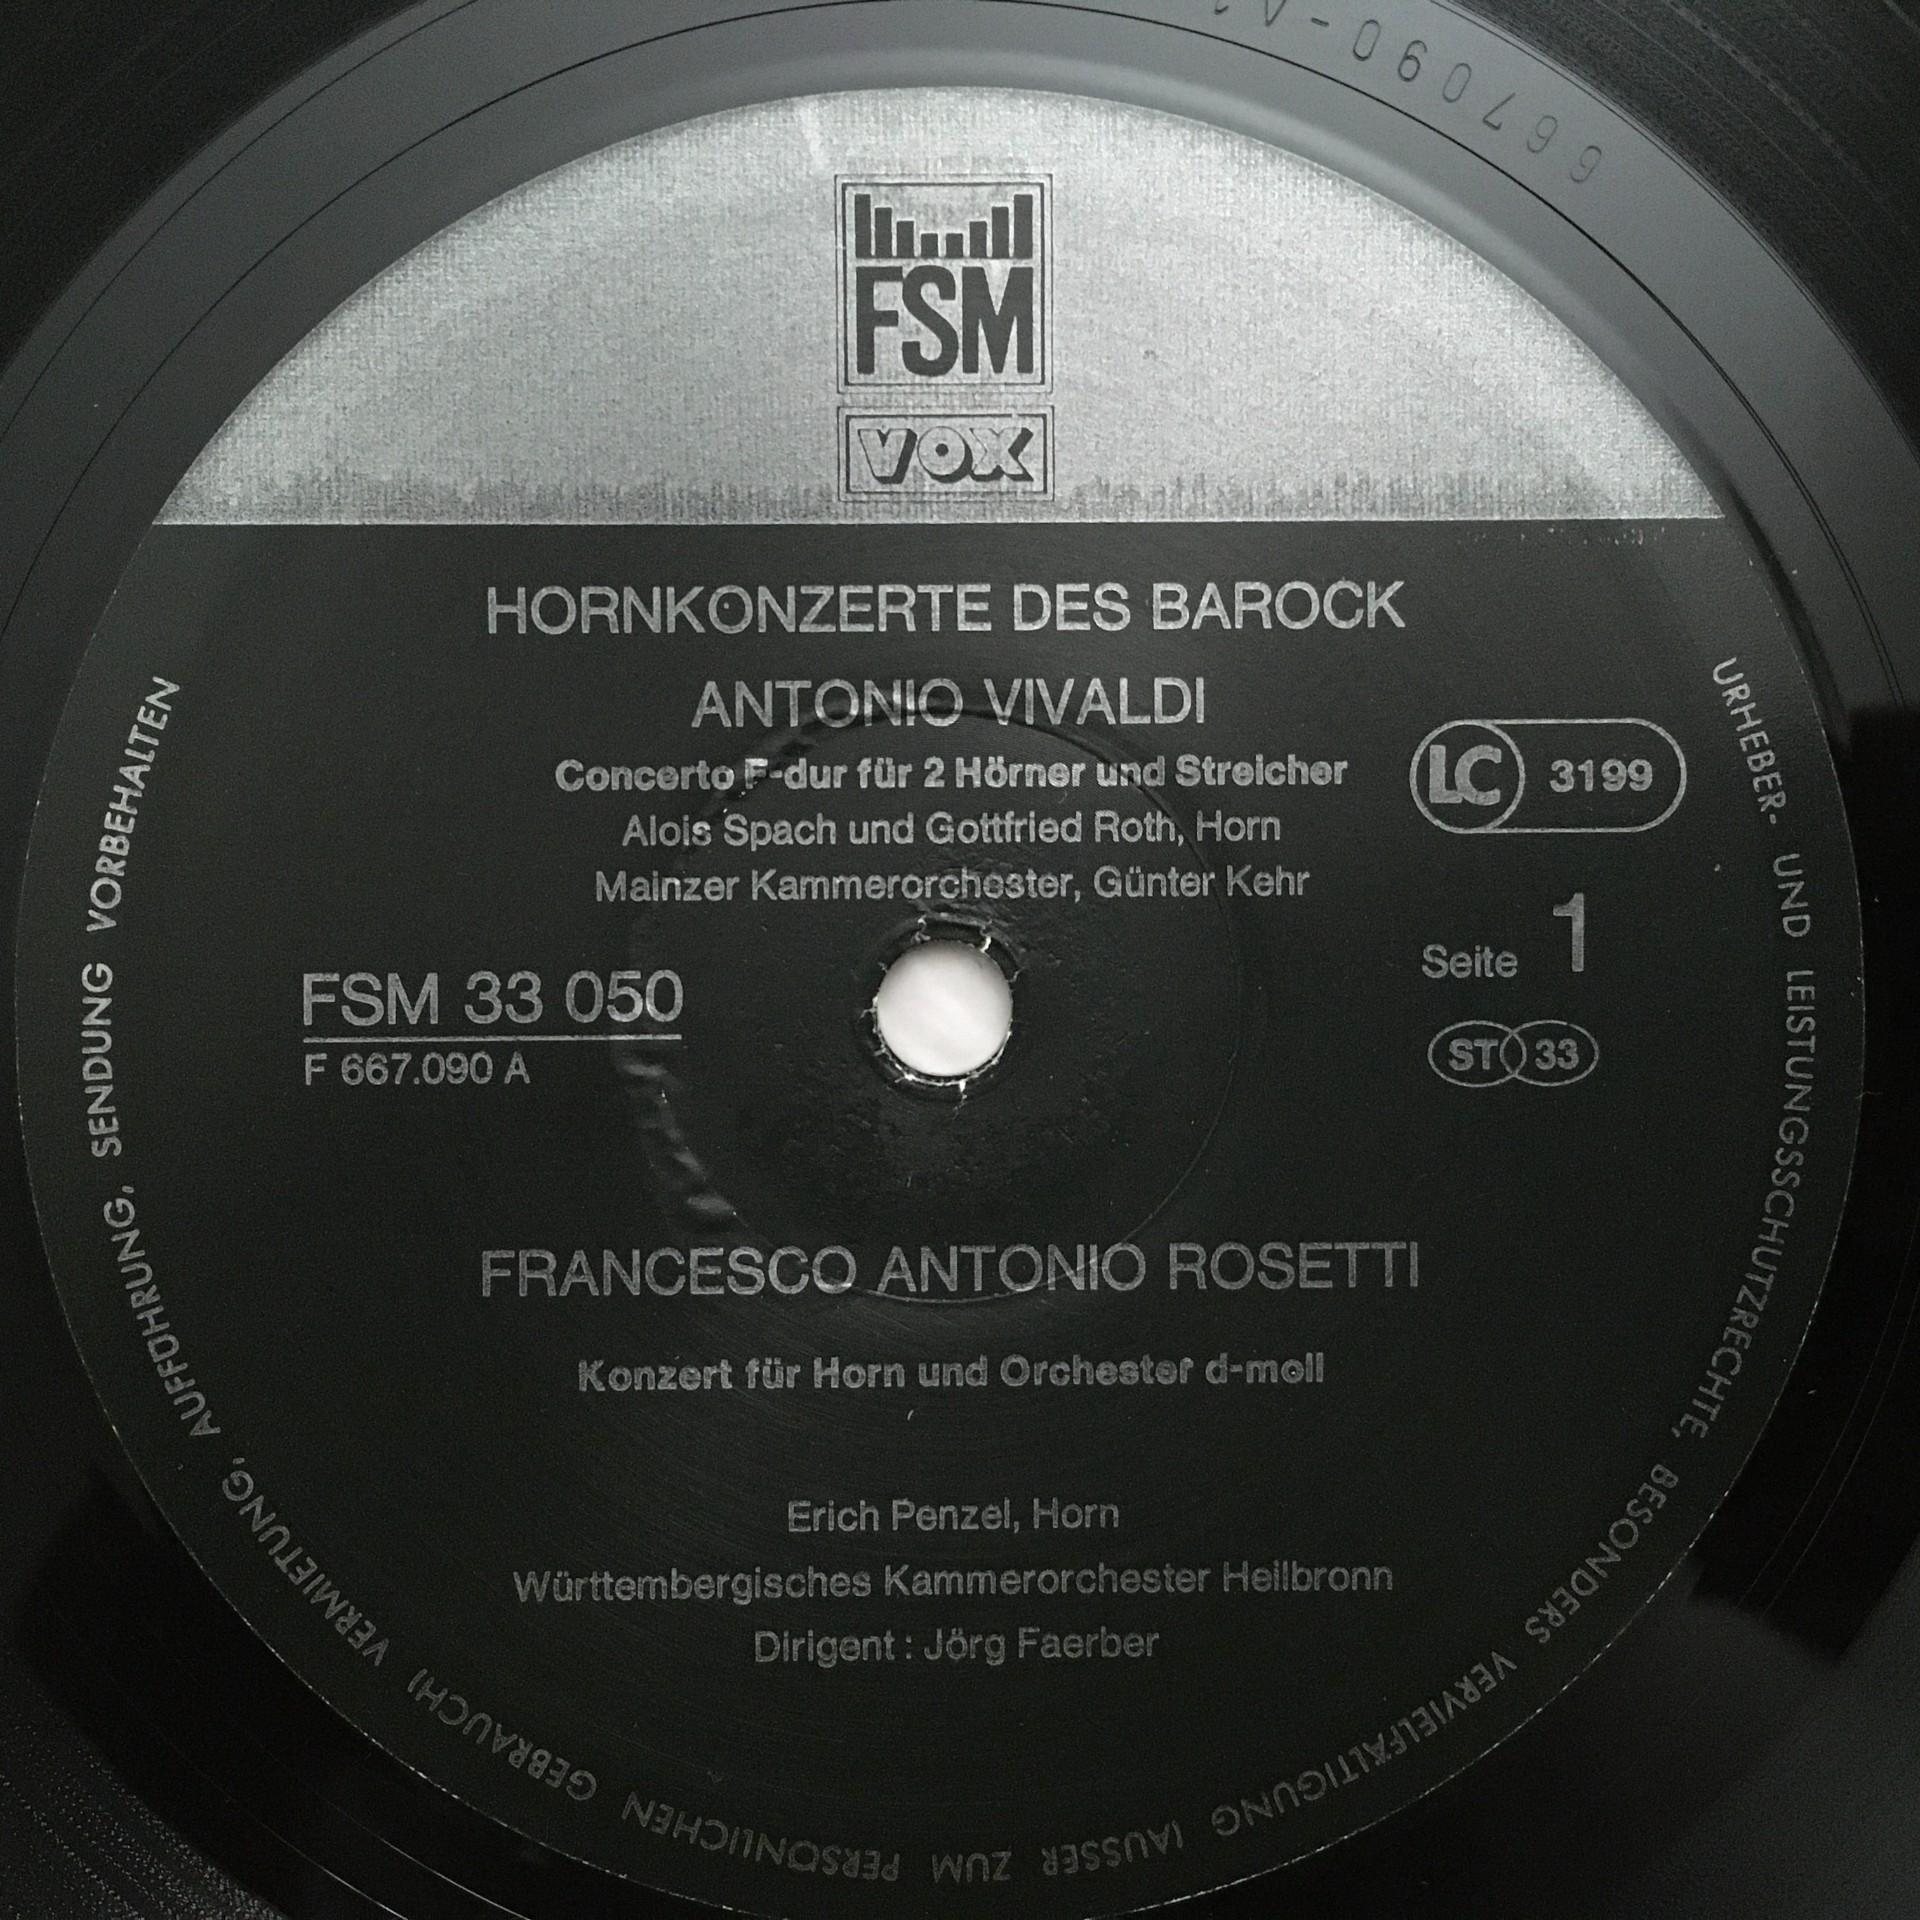 667090-A1
FSM
VOX
HORNKONZERTE DES BAROCK
ANTONIO VIVALDI
Concerto F-dur für 2 Hörner und Streicher
Alois Spach und Gottfried Roth, Horn
Mainzer Kammerorchester, Günter Kehr
LC 3199
Seite 1
FSM 33 050
F 667.090 A
ST 33
FRANCESCO ANTONIO ROSETTI
Konzert für Horn und Orchester d-moll
Erich Penzel, Horn
Württembergisches Kammerorchester Heilbronn
Dirigent: Jörg Faerber
URHEBER- UND LEISTUNGSSCHUTZRECHTE, BESONDERS VERVIELFÄLTIGUNG (AUSSER ZUM PERSÖNLICHEN GEBRAUCH) VERMIETUNG, AUFFÜHRUNG, SENDUNG VORBEHALTEN